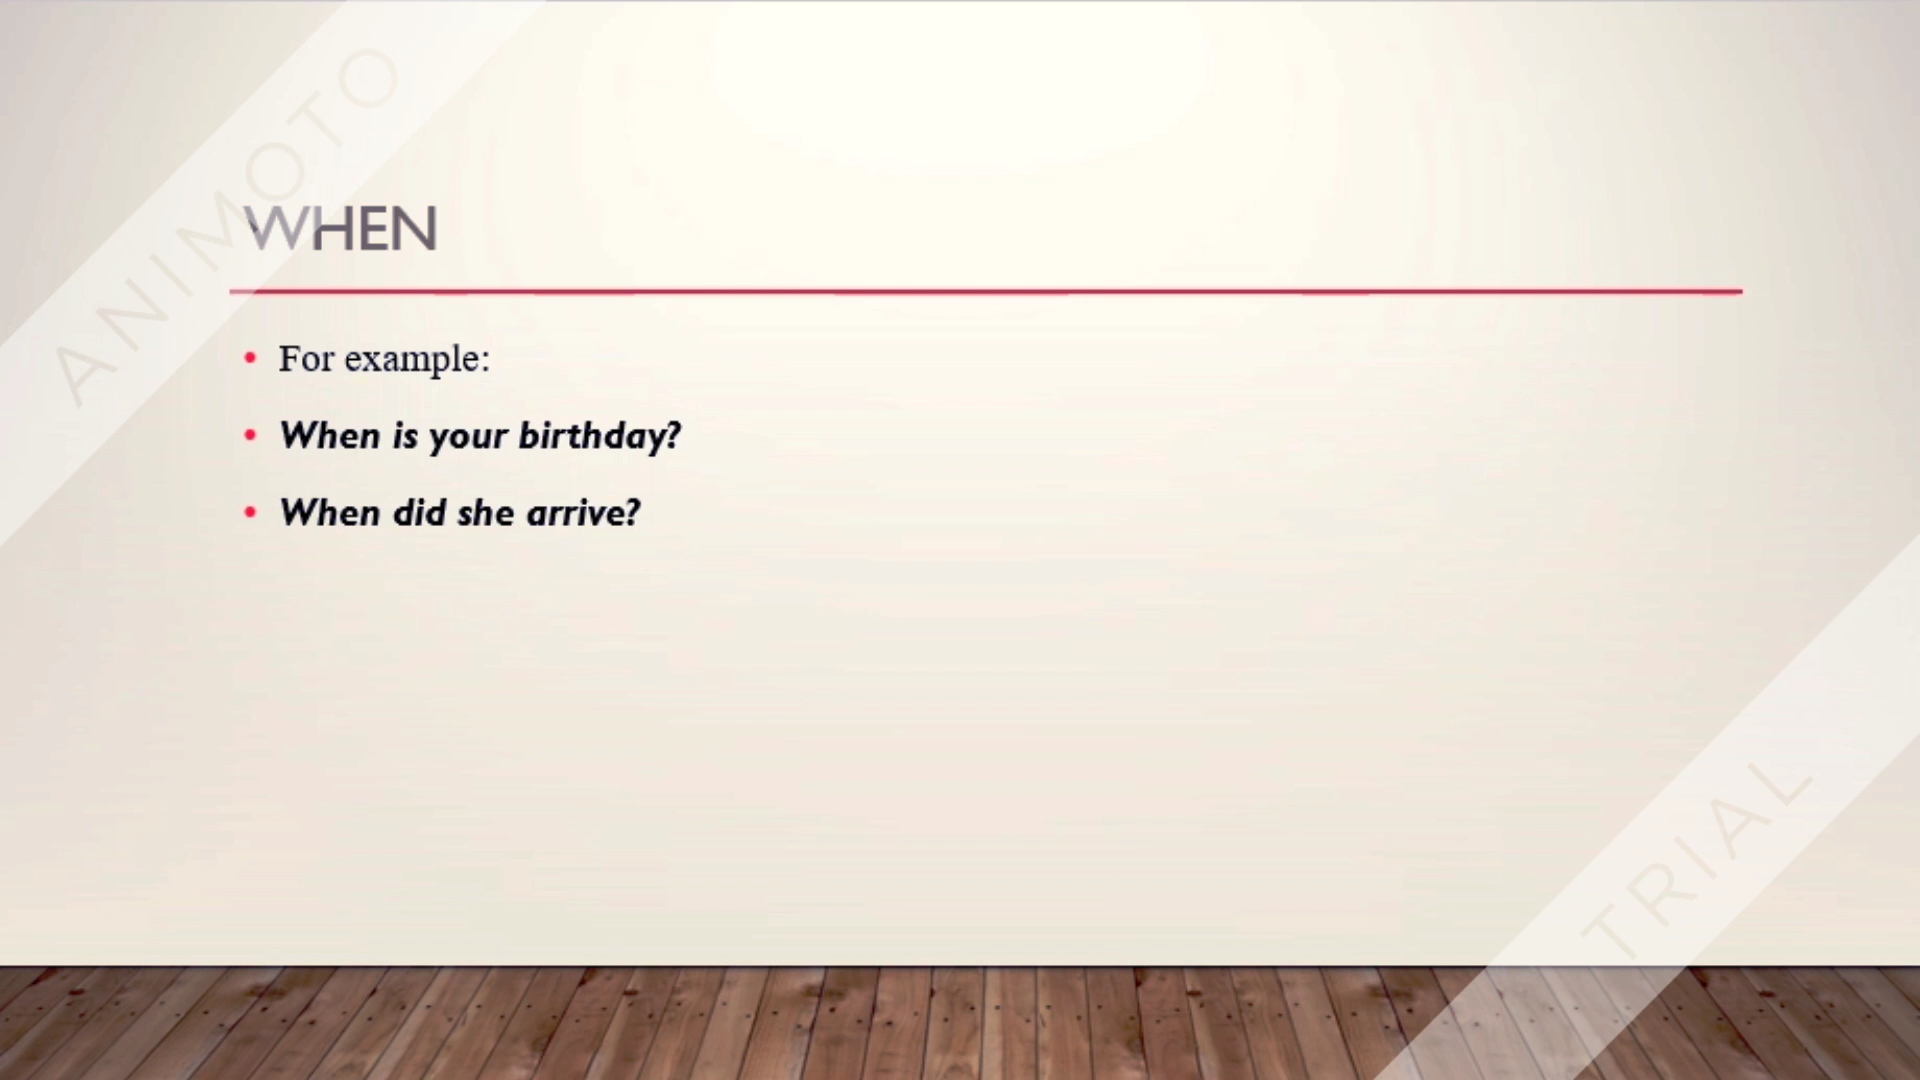 ANIMOTO
WHEN
• For example:
• When is your birthday?
• When did she arrive?
TRIAL